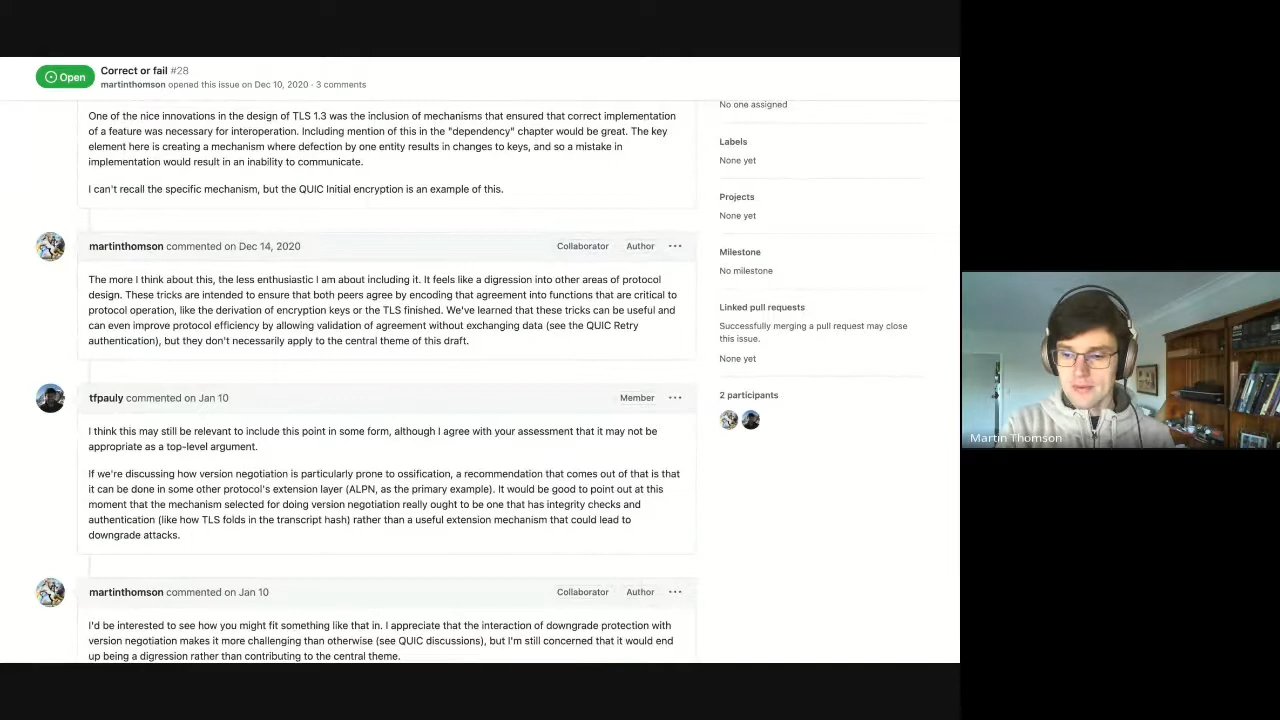 Open
Correct or fail #28
martinthomson opened this issue on Dec 10, 2020 · 3 comments
One of the nice innovations in the design of TLS 1.3 was the inclusion of mechanisms that ensured that correct implementation
of a feature was necessary for interoperation. Including mention of this in the "dependency" chapter would be great. The key
element here is creating a mechanism where defection by one entity results in changes to keys, and so a mistake in
implementation would result in an inability to communicate.
I can't recall the specific mechanism, but the QUIC Initial encryption is an example of this.
martinthomson commented on Dec 14, 2020
Collaborator Author ···
The more I think about this, the less enthusiastic I am about including it. It feels like a digression into other areas of protocol
design. These tricks are intended to ensure that both peers agree by encoding that agreement into functions that are critical to
protocol operation, like the derivation of encryption keys or the TLS finished. We've learned that these tricks can be useful and
can even improve protocol efficiency by allowing validation of agreement without exchanging data (see the QUIC Retry
authentication), but they don't necessarily apply to the central theme of this draft.
tfpauly commented on Jan 10
Member ···
I think this may still be relevant to include this point in some form, although I agree with your assessment that it may not be
appropriate as a top-level argument.
If we're discussing how version negotiation is particularly prone to ossification, a recommendation that comes out of that is that
it can be done in some other protocol's extension layer (ALPN, as the primary example). It would be good to point out at this
moment that the mechanism selected for doing version negotiation really ought to be one that has integrity checks and
authentication (like how TLS folds in the transcript hash) rather than a useful extension mechanism that could lead to
downgrade attacks.
martinthomson commented on Jan 10
Collaborator Author ···
I'd be interested to see how you might fit something like that in. I appreciate that the interaction of downgrade protection with
version negotiation makes it more challenging than otherwise (see QUIC discussions), but I'm still concerned that it would end
up being a digression rather than contributing to the central theme.
No one assigned
Labels
None yet
Projects
None yet
Milestone
No milestone
Linked pull requests
Successfully merging a pull request may close
this issue.
None yet
2 participants
Martin Thomson